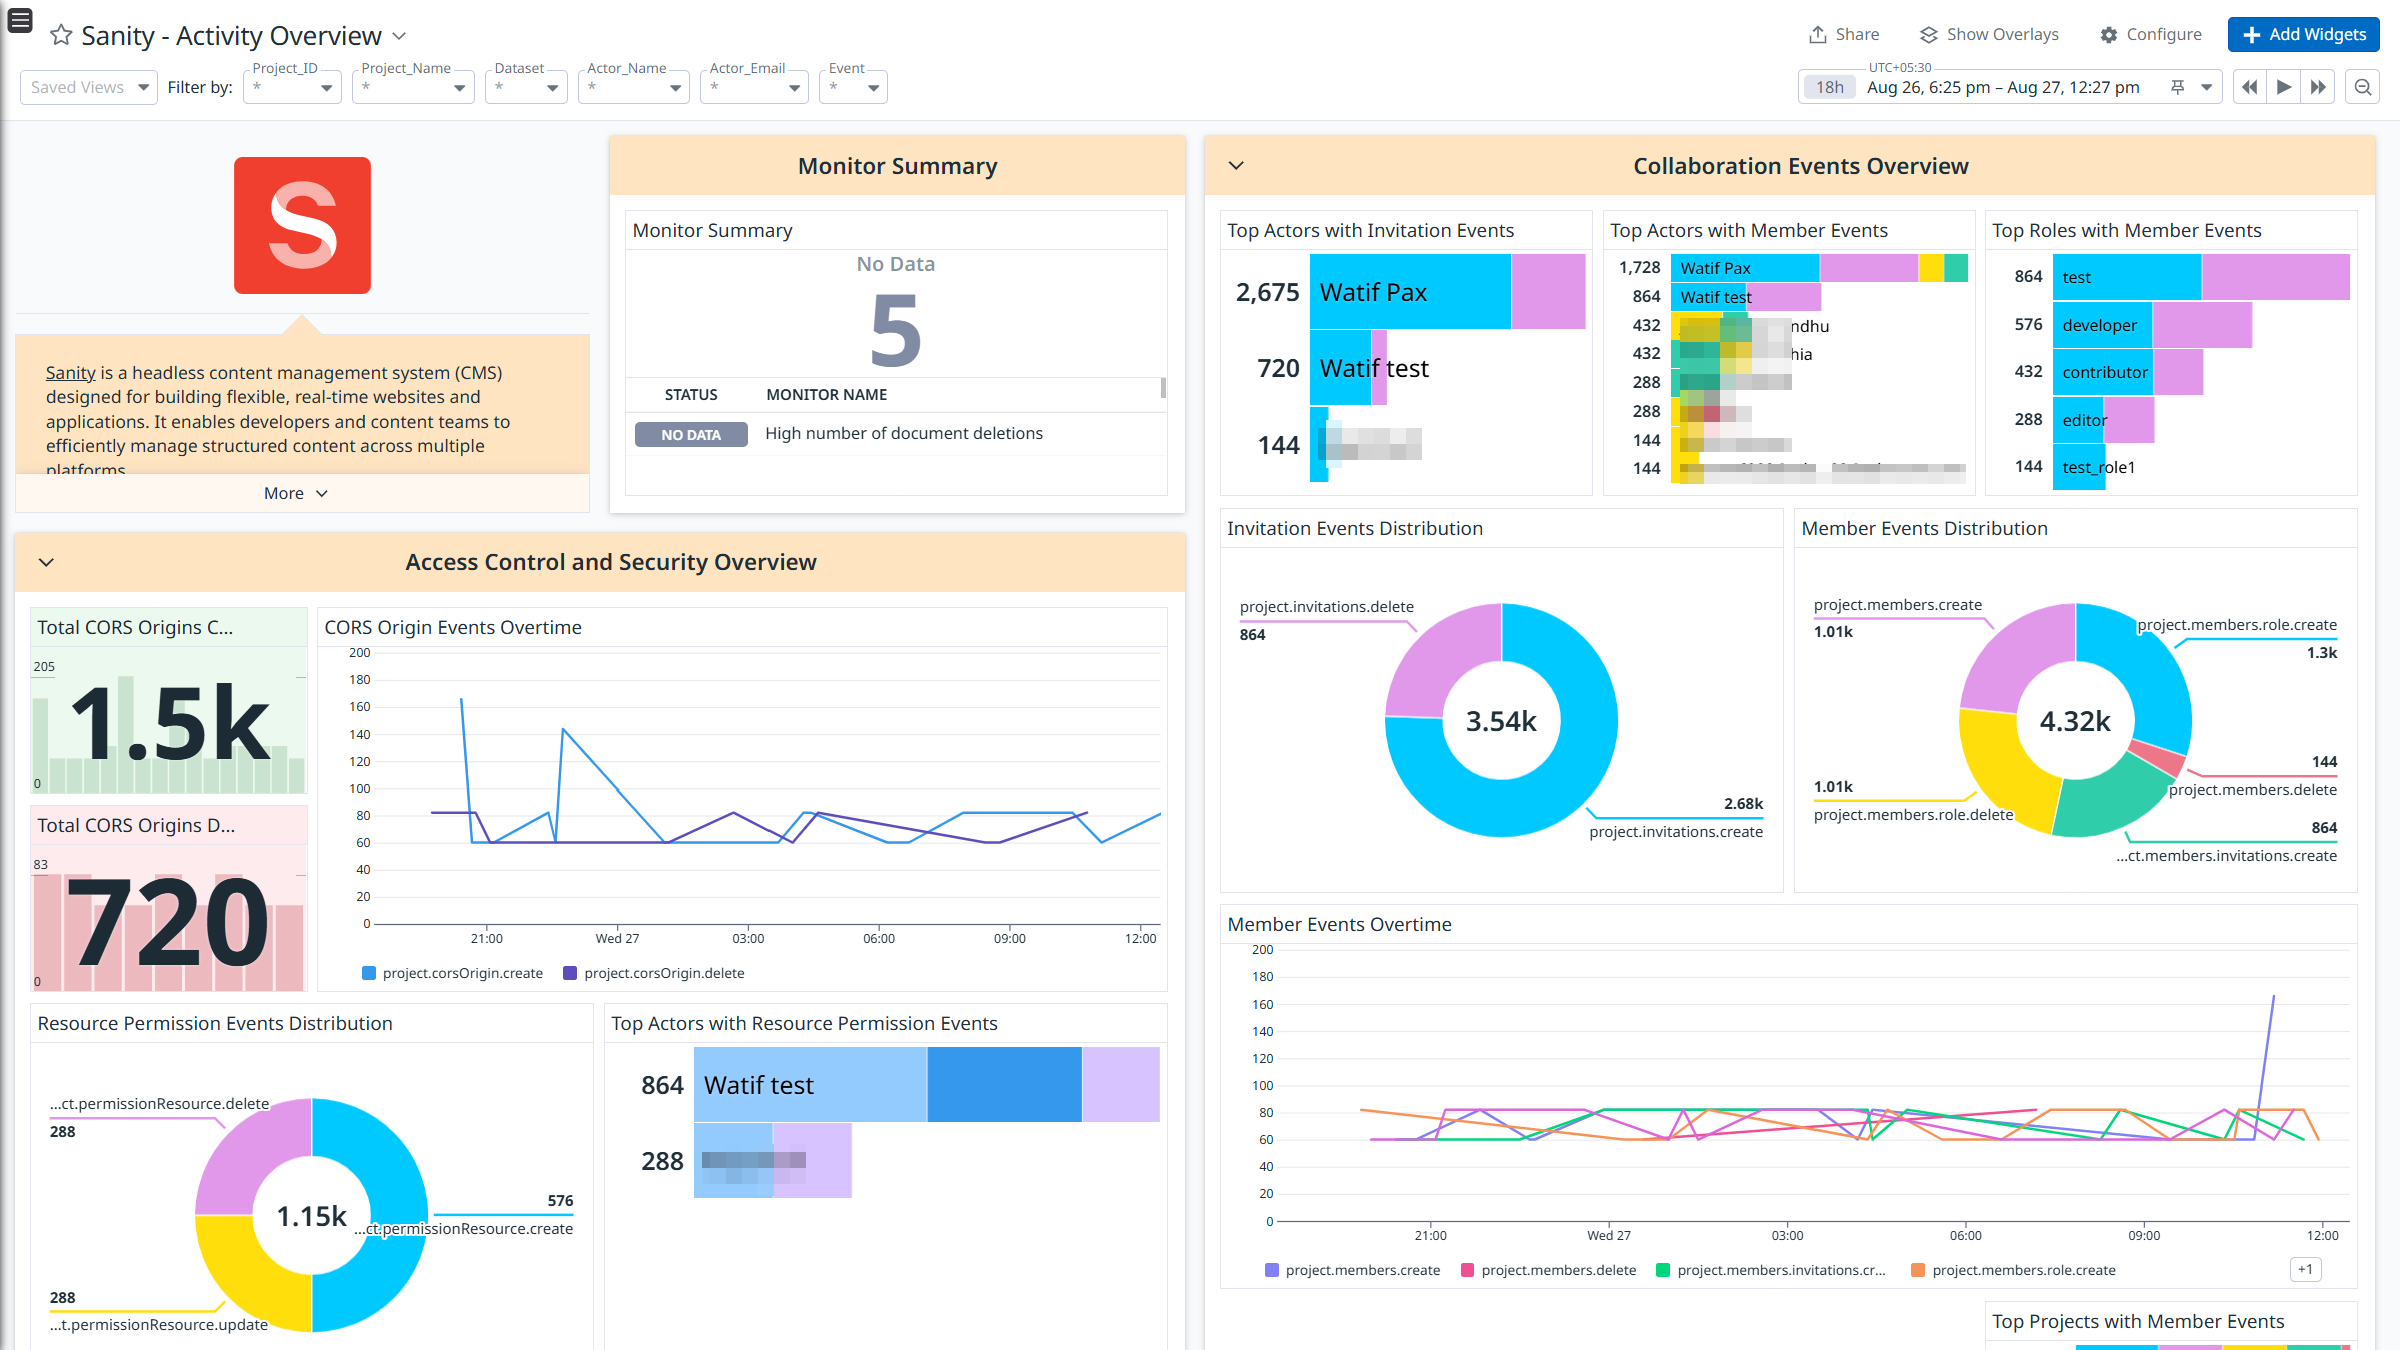 Sanity - Activity Overview
Share
Show Overlays
Configure
Add Widgets
Saved Views
Filter by:
Project_ID
*
Project_Name
*
Dataset
*
Actor_Name
*
Actor_Email
*
Event
*
UTC+05:30
18h
Aug 26, 6:25 pm – Aug 27, 12:27 pm
S
Sanity is a headless content management system (CMS)
designed for building flexible, real-time websites and
applications. It enables developers and content teams to
efficiently manage structured content across multiple
platforms.
More
Monitor Summary
Monitor Summary
No Data
5
STATUS
MONITOR NAME
NO DATA
High number of document deletions
Access Control and Security Overview
Total CORS Origins C...
205
1.5k
0
Total CORS Origins D...
83
720
0
CORS Origin Events Overtime
200
180
160
140
120
100
80
60
40
20
0
21:00
Wed 27
03:00
06:00
09:00
12:00
project.corsOrigin.create
project.corsOrigin.delete
Resource Permission Events Distribution
...ct.permissionResource.delete
288
1.15k
576
...ct.permissionResource.create
288
...t.permissionResource.update
Top Actors with Resource Permission Events
864
Watif test
288
Collaboration Events Overview
Top Actors with Invitation Events
2,675
Watif Pax
720
Watif test
144
Top Actors with Member Events
1,728
Watif Pax
864
Watif test
432
ndhu
432
hia
288
288
144
144
Top Roles with Member Events
864
test
576
developer
432
contributor
288
editor
144
test_role1
Invitation Events Distribution
project.invitations.delete
864
3.54k
2.68k
project.invitations.create
Member Events Distribution
project.members.create
1.01k
project.members.role.create
1.3k
4.32k
144
project.members.delete
1.01k
project.members.role.delete
864
...ct.members.invitations.create
Member Events Overtime
200
180
160
140
120
100
80
60
40
20
0
21:00
Wed 27
03:00
06:00
09:00
12:00
project.members.create
project.members.delete
project.members.invitations.cr...
project.members.role.create
+1
Top Projects with Member Events